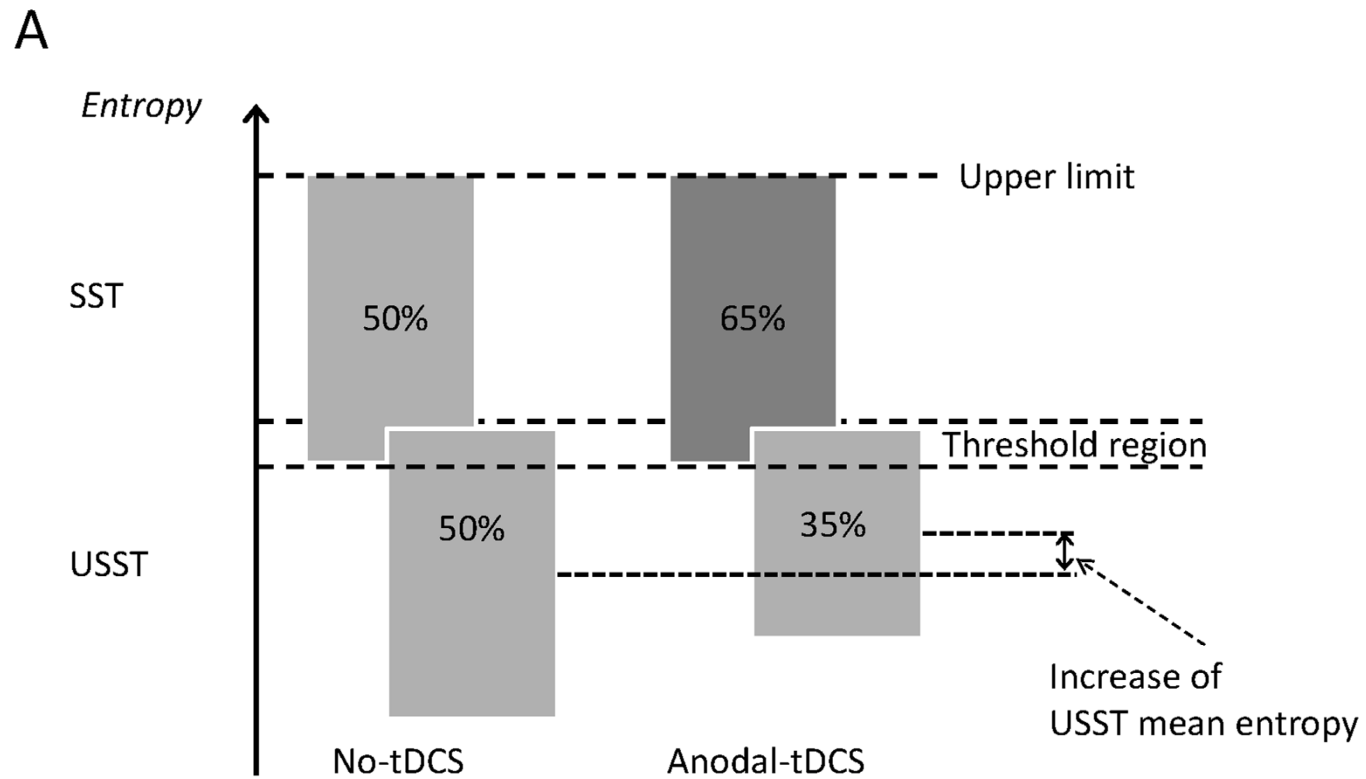 A
Entropy
Upper limit
SST
50%
65%
Threshold region
50%
35%
USST
Increase of
USST mean entropy
No-tDCS
Anodal-tDCS